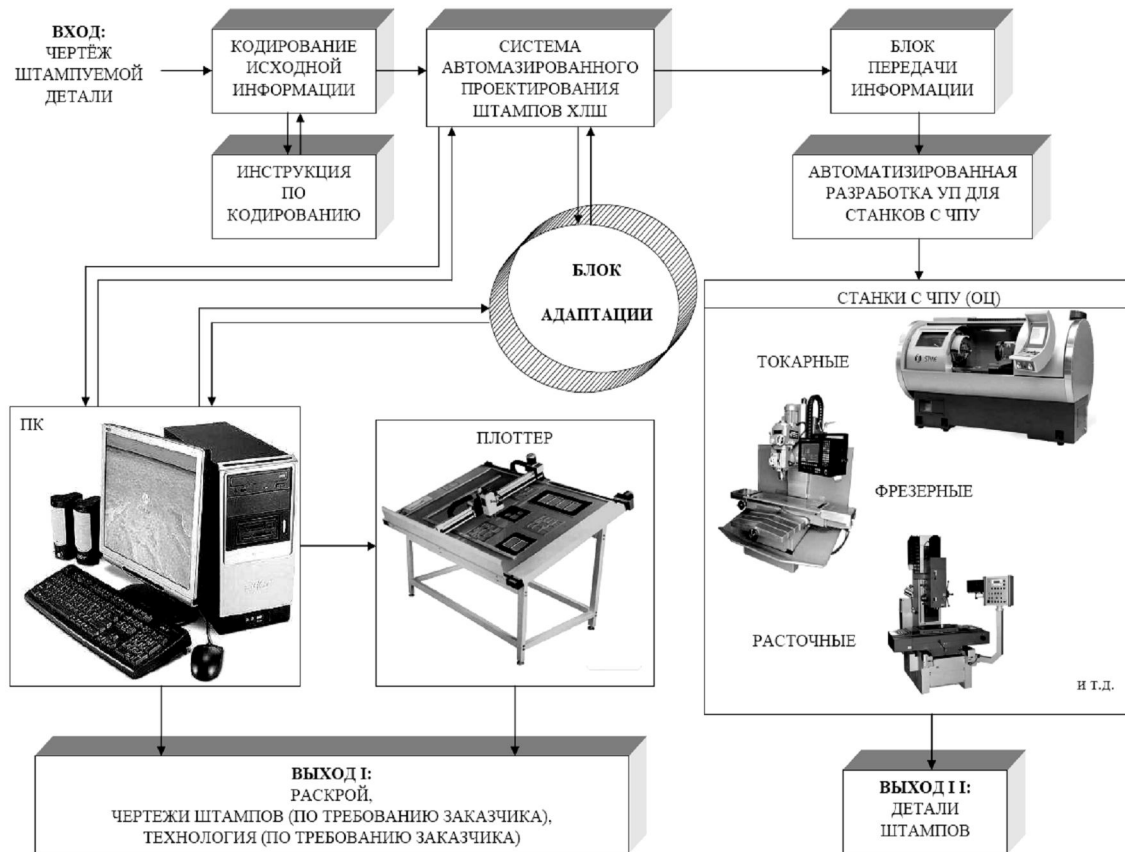 ВХОД:
ЧЕРТЁЖ
ШТАМПУЕМОЙ
ДЕТАЛИ
КОДИРОВАНИЕ
ИСХОДНОЙ
ИНФОРМАЦИИ
СИСТЕМА
АВТОМАЗИРОВАННОГО
ПРОЕКТИРОВАНИЯ
ШТАМПОВ ХЛШ
БЛОК
ПЕРЕДАЧИ
ИНФОРМАЦИИ
ИНСТРУКЦИЯ
ПО
КОДИРОВАНИЮ
АВТОМАТИЗИРОВАННАЯ
РАЗРАБОТКА УП ДЛЯ
СТАНКОВ С ЧПУ
БЛОК
АДАПТАЦИИ
СТАНКИ С ЧПУ (ОЦ)
ТОКАРНЫЕ
ФРЕЗЕРНЫЕ
РАСТОЧНЫЕ
и т.д.
ПК
ПЛОТТЕР
ВЫХОД I:
РАСКРОЙ,
ЧЕРТЕЖИ ШТАМПОВ (ПО ТРЕБОВАНИЮ ЗАКАЗЧИКА),
ТЕХНОЛОГИЯ (ПО ТРЕБОВАНИЮ ЗАКАЗЧИКА)
ВЫХОД I I:
ДЕТАЛИ
ШТАМПОВ